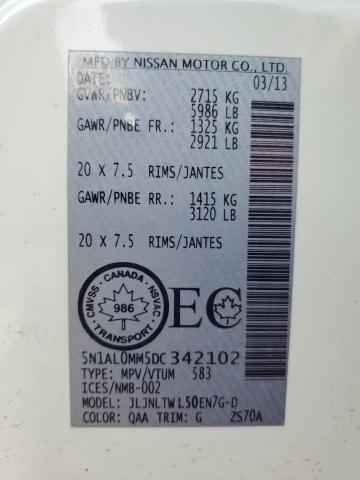 MFD BY NISSAN MOTOR CO., LTD.
DATE: 03/13
GVWR/PNBV: 2715 KG
5986 LB
GAWR/PNBE FR.: 1325 KG
2921 LB
20 X 7.5 RIMS/JANTES
GAWR/PNBE RR.: 1415 KG
3120 LB
20 X 7.5 RIMS/JANTES
CANADA
CMVSS NSVAC
986
TRANSPORT
EC
5N1AL0MM5DC342102
TYPE: MPV/VTUM 583
ICES/NMB-002
MODEL: JLJNLTWL50EN7G-D
COLOR: QAA TRIM: G ZS70A